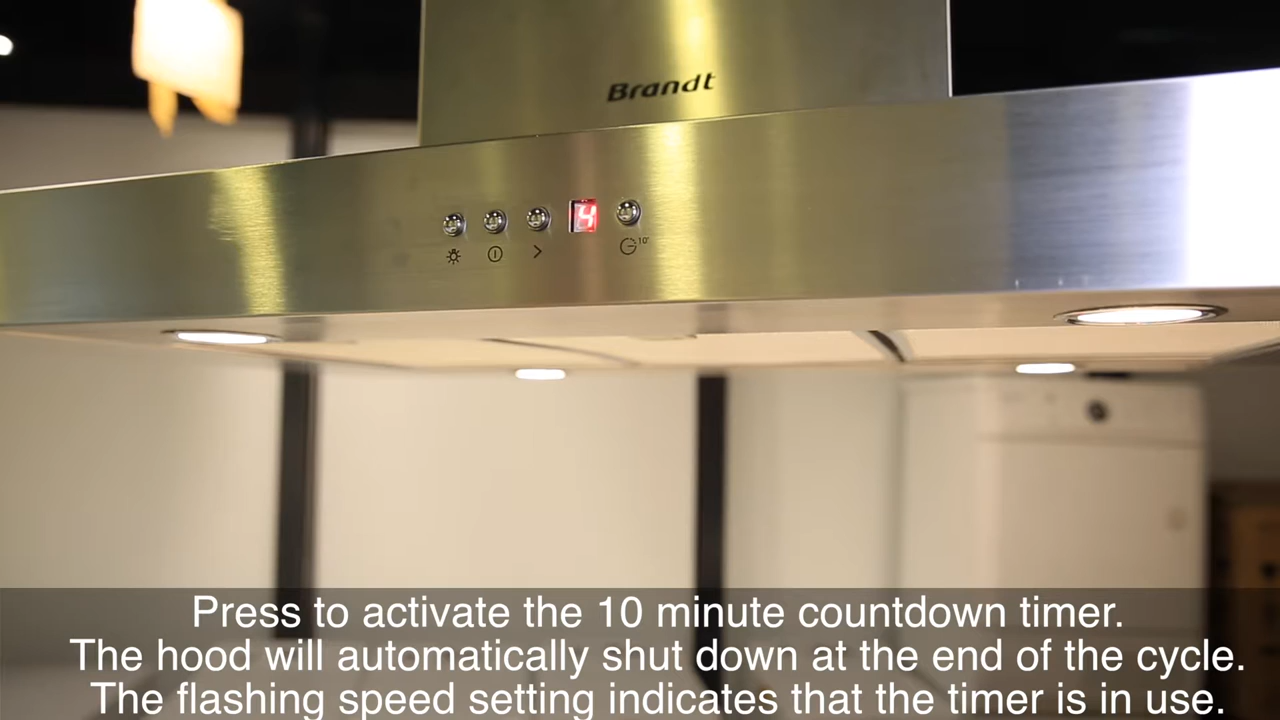 Brandt
4
10'
Press to activate the 10 minute countdown timer.
The hood will automatically shut down at the end of the cycle.
The flashing speed setting indicates that the timer is in use.